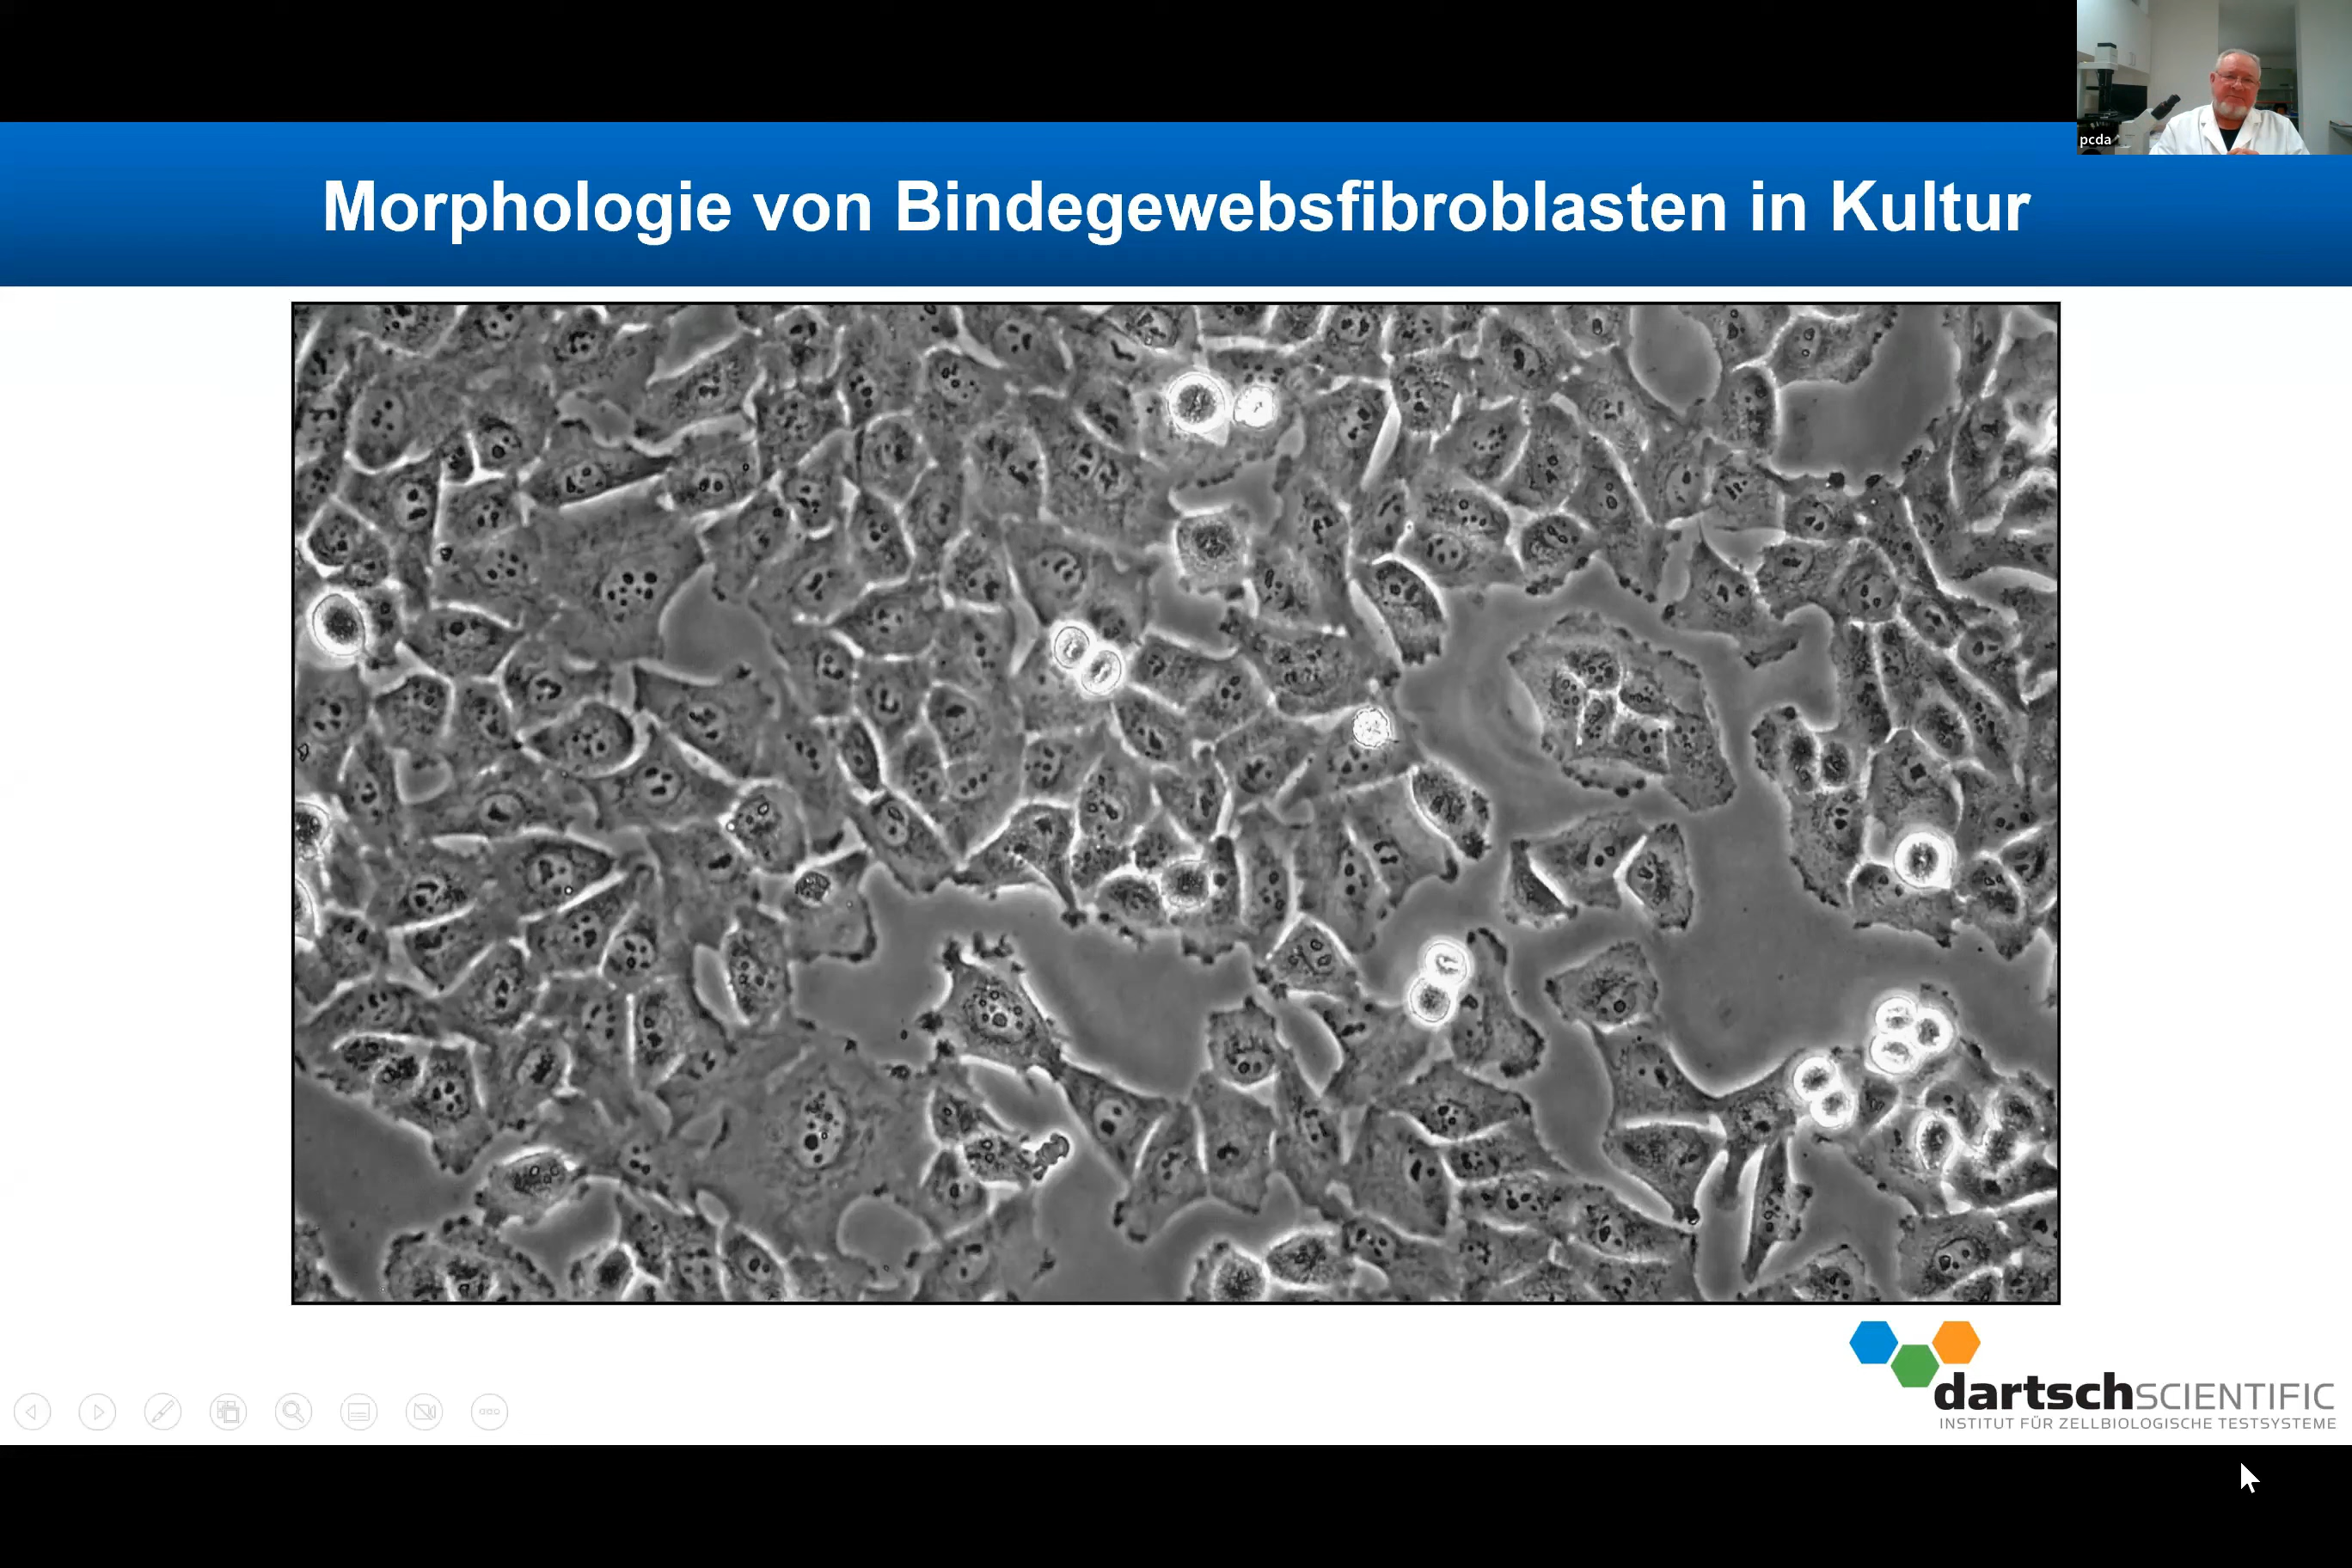 pcda
Morphologie von Bindegewebsfibroblasten in Kultur
dartschSCIENTIFIC
INSTITUT FÜR ZELLBIOLOGISCHE TESTSYSTEME